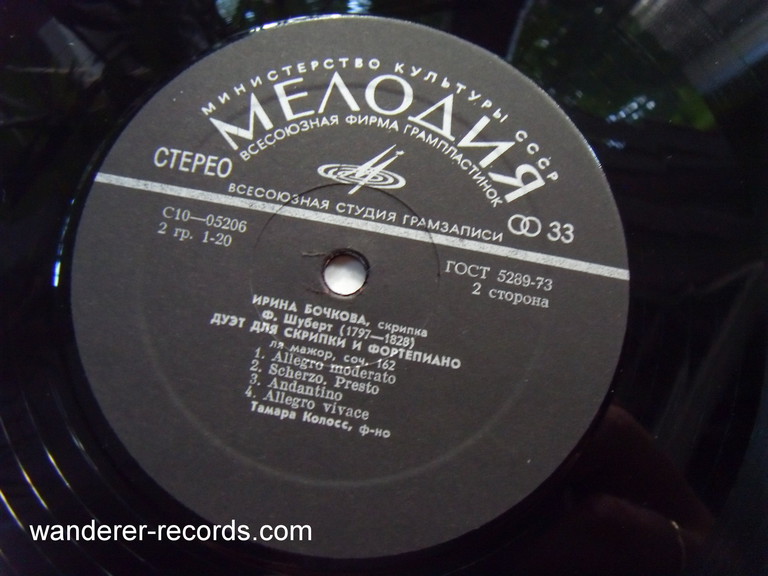 МИНИСТЕРСТВО КУЛЬТУРЫ СССР
МЕЛОДИЯ
ВСЕСОЮЗНАЯ ФИРМА ГРАМПЛАСТИНОК
СТЕРЕО
ВСЕСОЮЗНАЯ СТУДИЯ ГРАМЗАПИСИ
33
С10—05206
2 гр. 1-20
ГОСТ 5289-73
2 сторона
ИРИНА БОЧКОВА, скрипка
Ф. Шуберт (1797—1828)
ДУЭТ ДЛЯ СКРИПКИ И ФОРТЕПИАНО
ля мажор, соч. 162
1. Allegro moderato
2. Scherzo. Presto
3. Andantino
4. Allegro vivace
Тамара Колосс, ф-но
wanderer-records.com